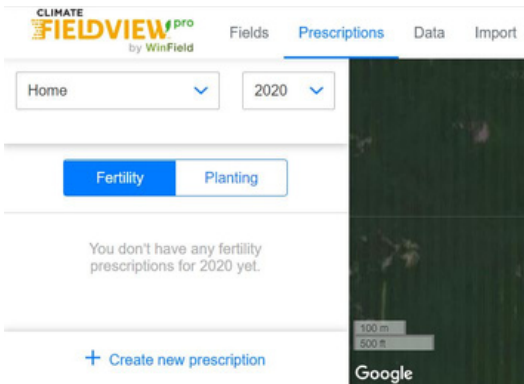 CLIMATE
FIELDVIEW pro
by WinField
Fields Prescriptions Data Import
Home 2020
Fertility Planting
You don't have any fertility
prescriptions for 2020 yet.
+ Create new prescription
100 m
500 ft
Google